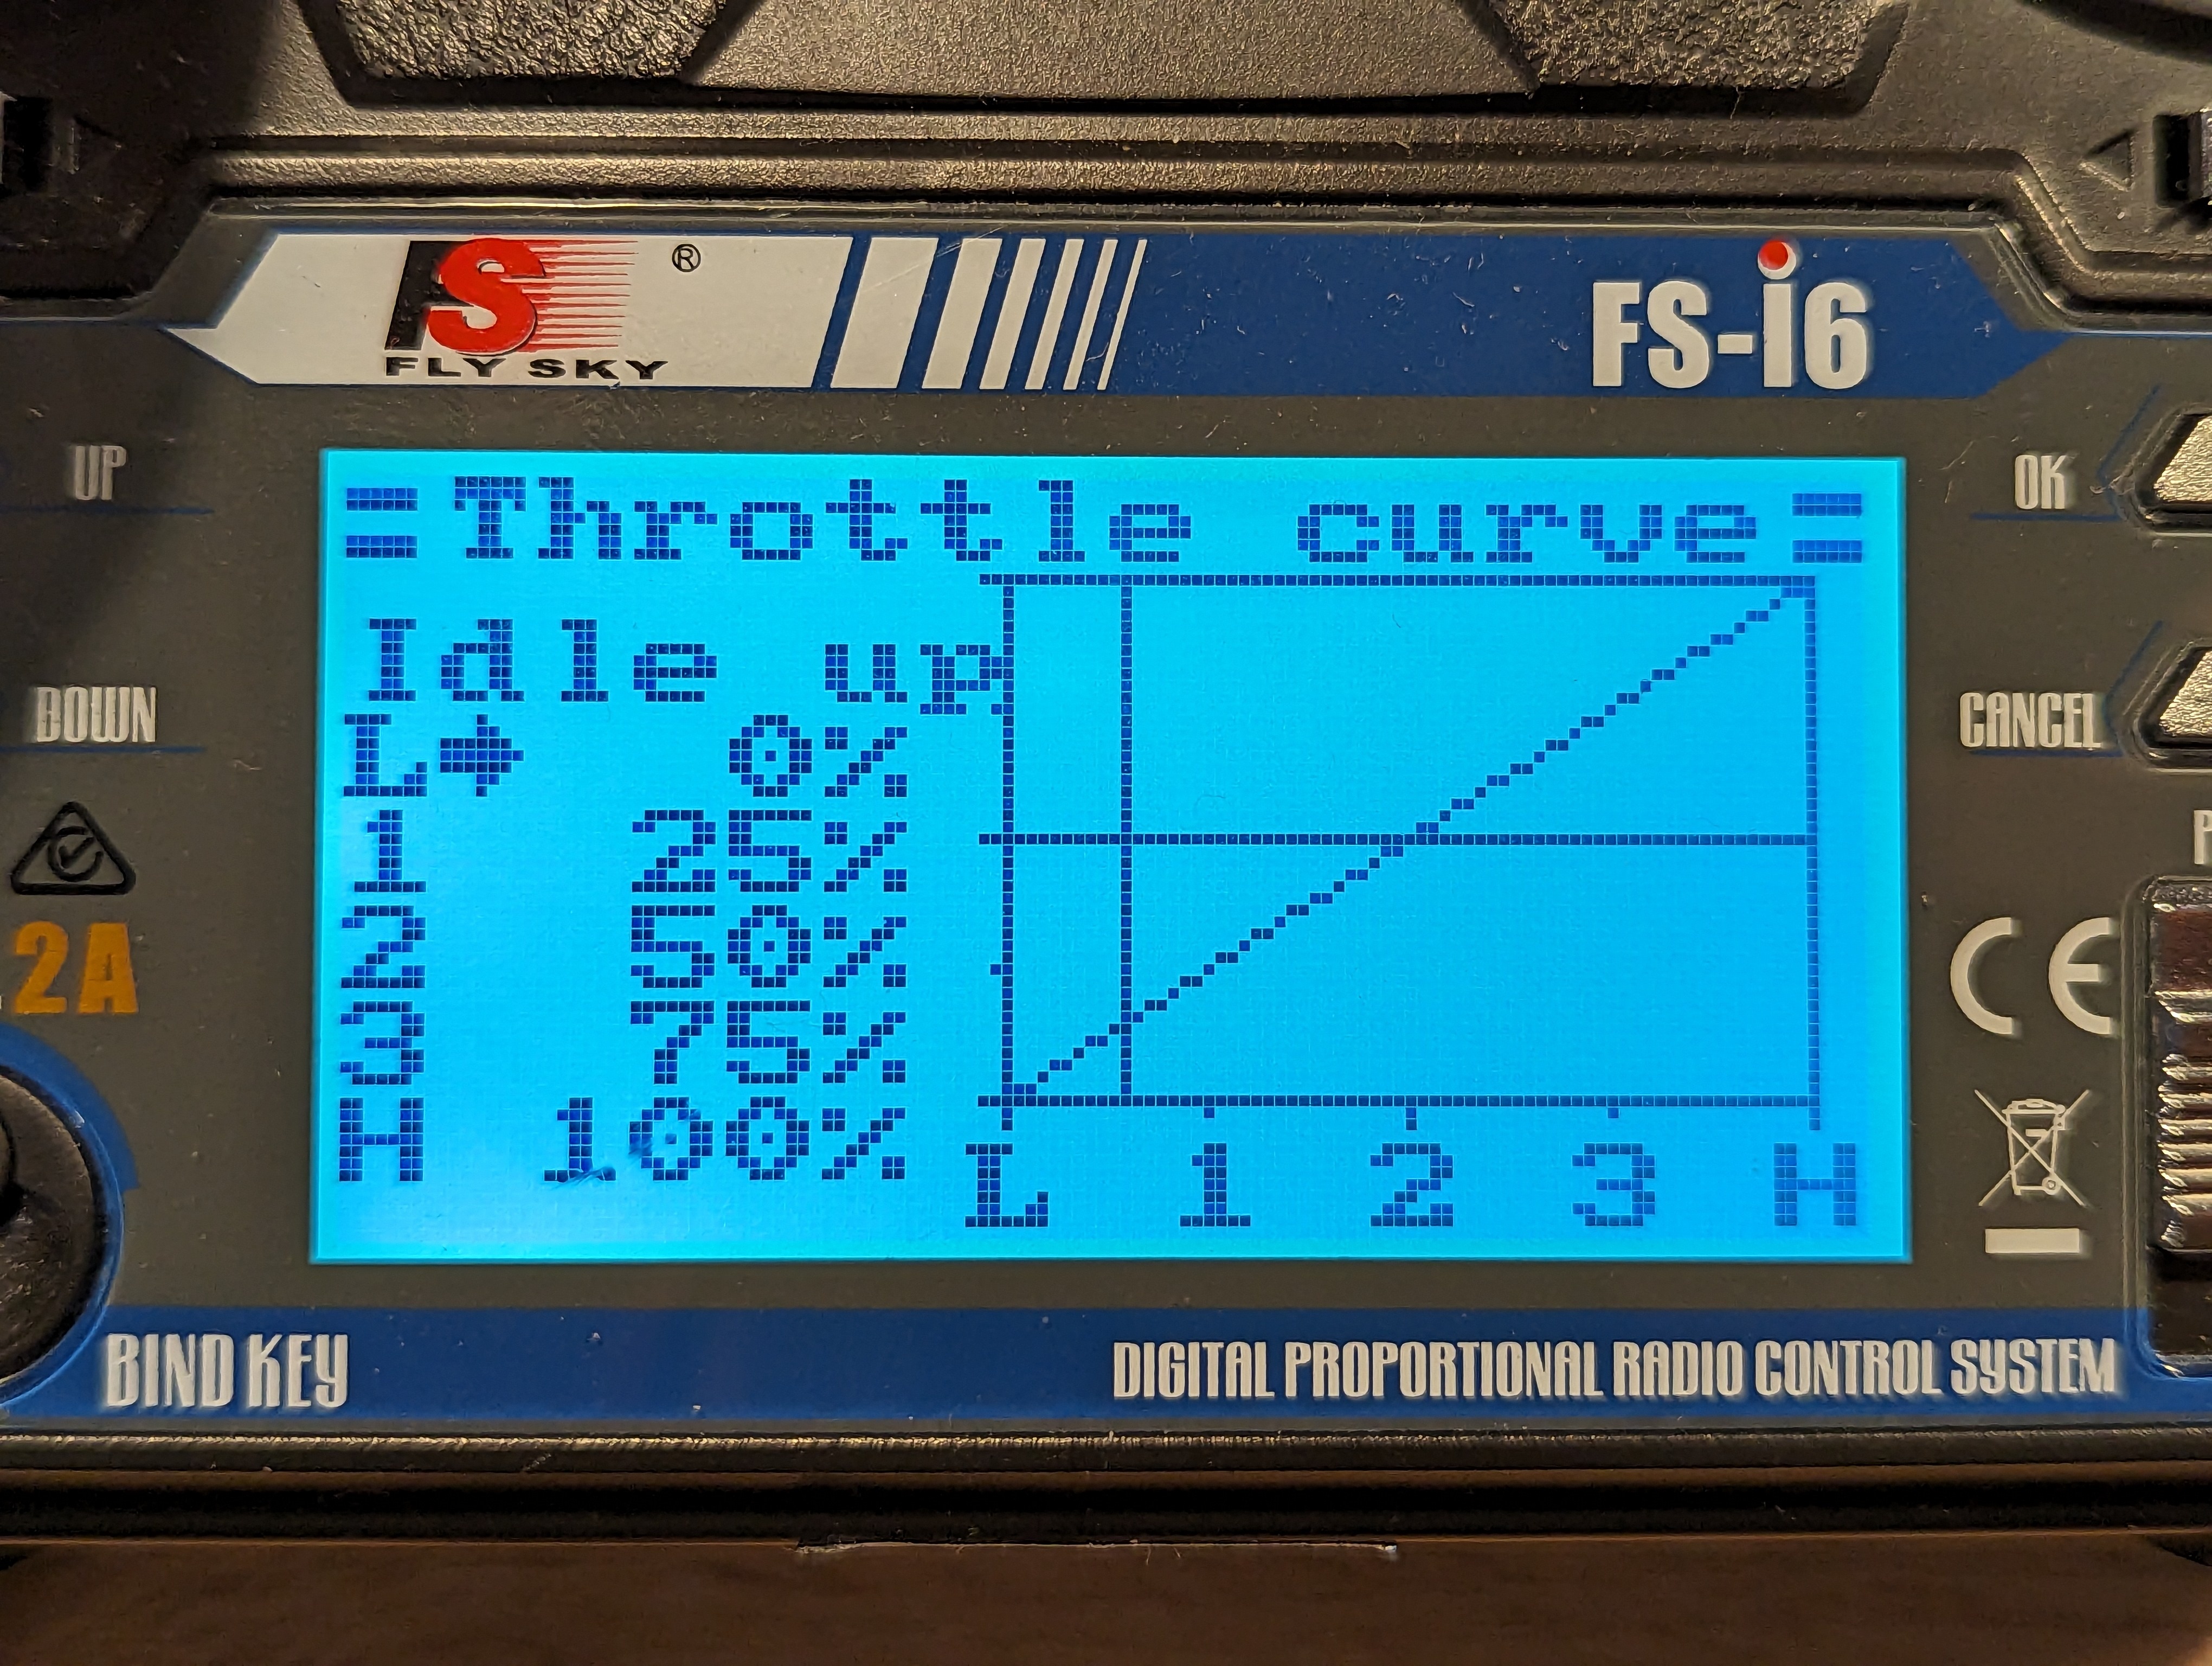 FS ®
FLY SKY
FS-i6
UP
OK
=Throttle curve=
Idle up
DOWN
CANCEL
L→ 0%
1 25%
2 50%
3 75%
H 100%
L 1 2 3 H
2A
CE
BIND KEY
DIGITAL PROPORTIONAL RADIO CONTROL SYSTEM